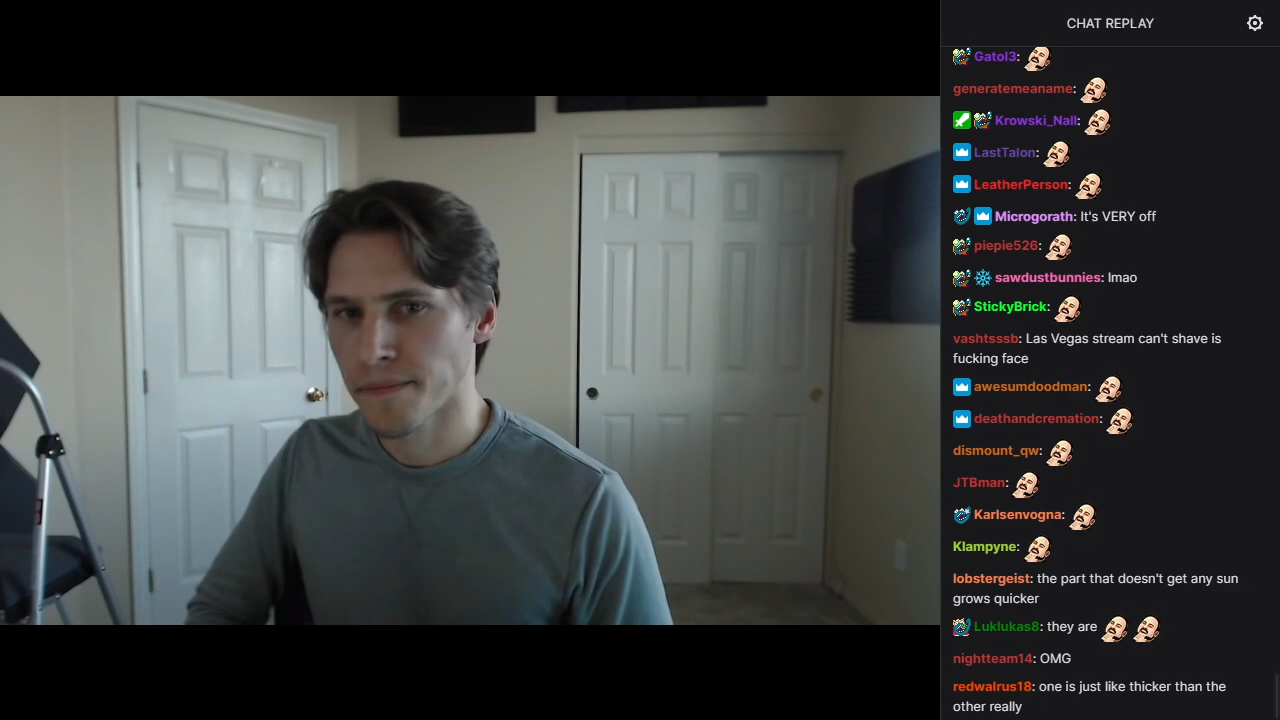 CHAT REPLAY
Gatol3:
generatemeaname:
Krowski_Nall:
LastTalon:
LeatherPerson:
Microgorath: It's VERY off
piepie526:
sawdustbunnies: lmao
StickyBrick:
vashtsssb: Las Vegas stream can't shave is
fucking face
awesumdoodman:
deathandcremation:
dismount_qw:
JTBman:
Karlsenvogna:
Klampyne:
lobstergeist: the part that doesn't get any sun
grows quicker
Luklukas8: they are
nightteam14: OMG
redwalrus18: one is just like thicker than the
other really